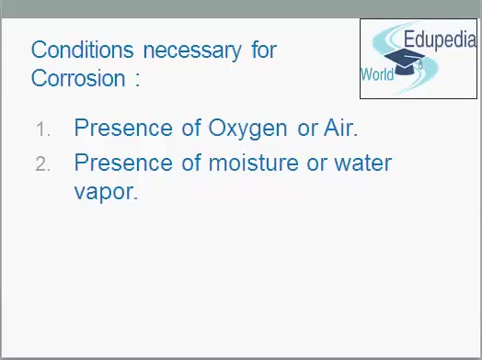 Conditions necessary for
Corrosion :
Edupedia
World
1. Presence of Oxygen or Air.
2. Presence of moisture or water
vapor.